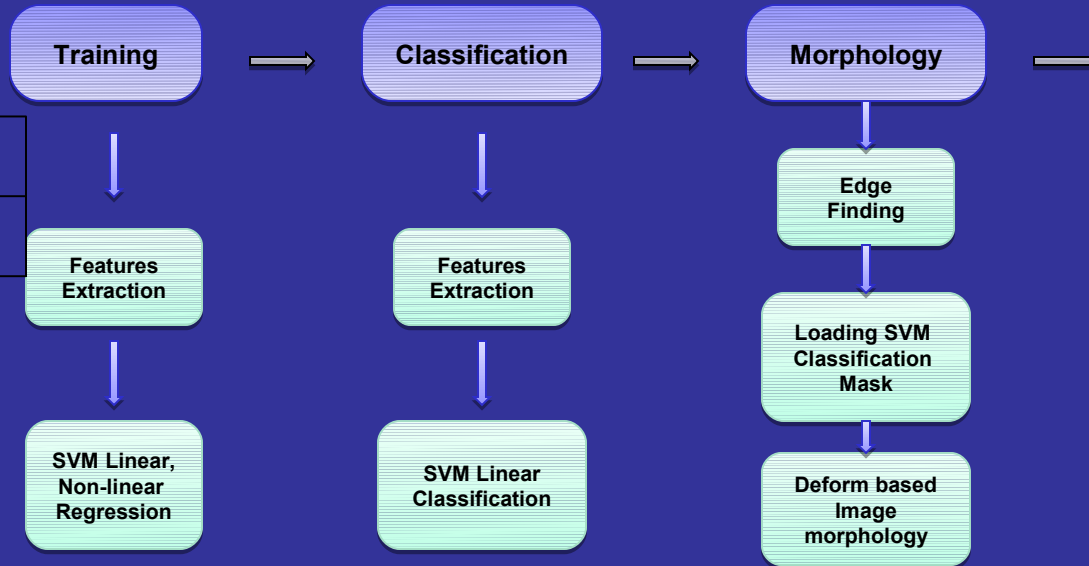 Training
Classification
Morphology
Features
Extraction
SVM Linear,
Non-linear
Regression
Features
Extraction
SVM Linear
Classification
Edge
Finding
Loading SVM
Classification
Mask
Deform based
Image
morphology